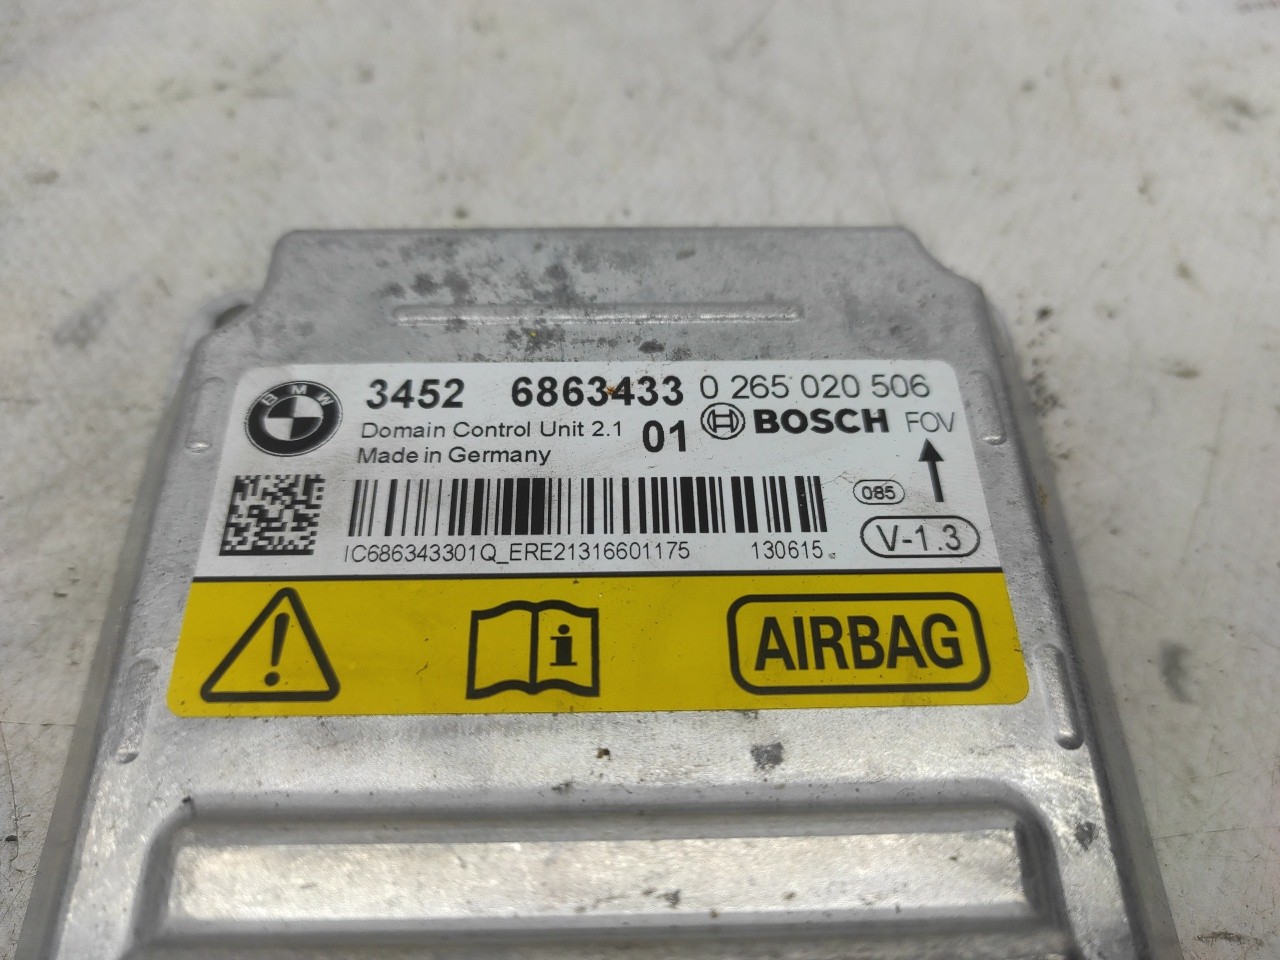 BMW
3452 6863433 0 265 020 506
Domain Control Unit 2.1 01 BOSCH FOV
Made in Germany
085
IC686343301Q_ERE21316601175 130615
V-1.3
AIRBAG